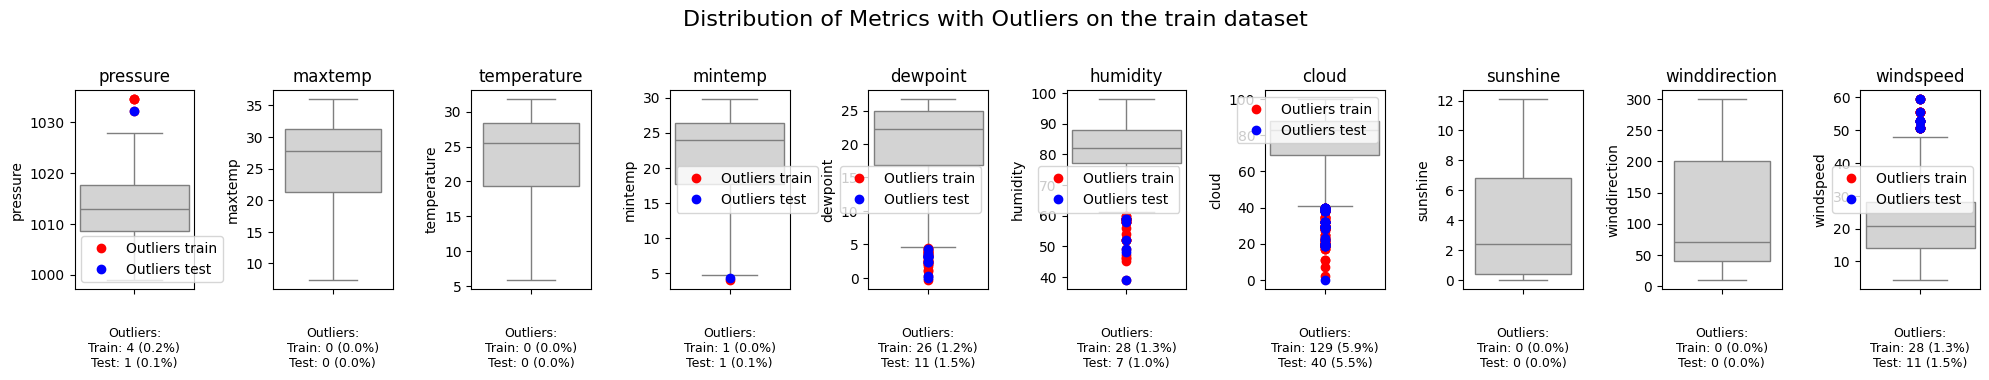 Distribution of Metrics with Outliers on the train dataset
pressure
maxtemp
temperature
mintemp
dewpoint
humidity
cloud
sunshine
winddirection
windspeed
pressure
1030
1020
1010
1000
Outliers train
Outliers test
maxtemp
35
30
25
20
15
10
temperature
30
25
20
15
10
5
mintemp
30
25
20
15
10
5
Outliers train
Outliers test
dewpoint
25
20
15
10
5
0
Outliers train
Outliers test
humidity
100
90
80
70
60
50
40
Outliers train
Outliers test
cloud
100
80
60
40
20
0
Outliers train
Outliers test
sunshine
12
10
8
6
4
2
0
winddirection
300
250
200
150
100
50
0
windspeed
60
50
40
30
20
10
Outliers train
Outliers test
Outliers:
Train: 4 (0.2%)
Test: 1 (0.1%)
Outliers:
Train: 0 (0.0%)
Test: 0 (0.0%)
Outliers:
Train: 0 (0.0%)
Test: 0 (0.0%)
Outliers:
Train: 1 (0.0%)
Test: 1 (0.1%)
Outliers:
Train: 26 (1.2%)
Test: 11 (1.5%)
Outliers:
Train: 28 (1.3%)
Test: 7 (1.0%)
Outliers:
Train: 129 (5.9%)
Test: 40 (5.5%)
Outliers:
Train: 0 (0.0%)
Test: 0 (0.0%)
Outliers:
Train: 0 (0.0%)
Test: 0 (0.0%)
Outliers:
Train: 28 (1.3%)
Test: 11 (1.5%)